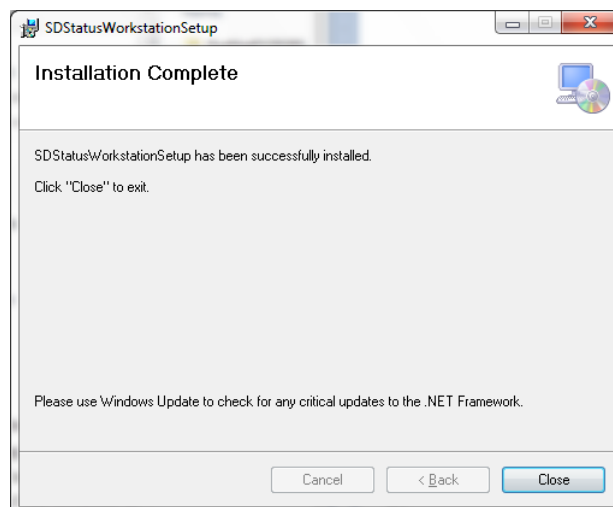 SDStatusWorkstationSetup
Installation Complete
SDStatusWorkstationSetup has been successfully installed.
Click "Close" to exit.
Please use Windows Update to check for any critical updates to the .NET Framework.
Cancel
< Back
Close